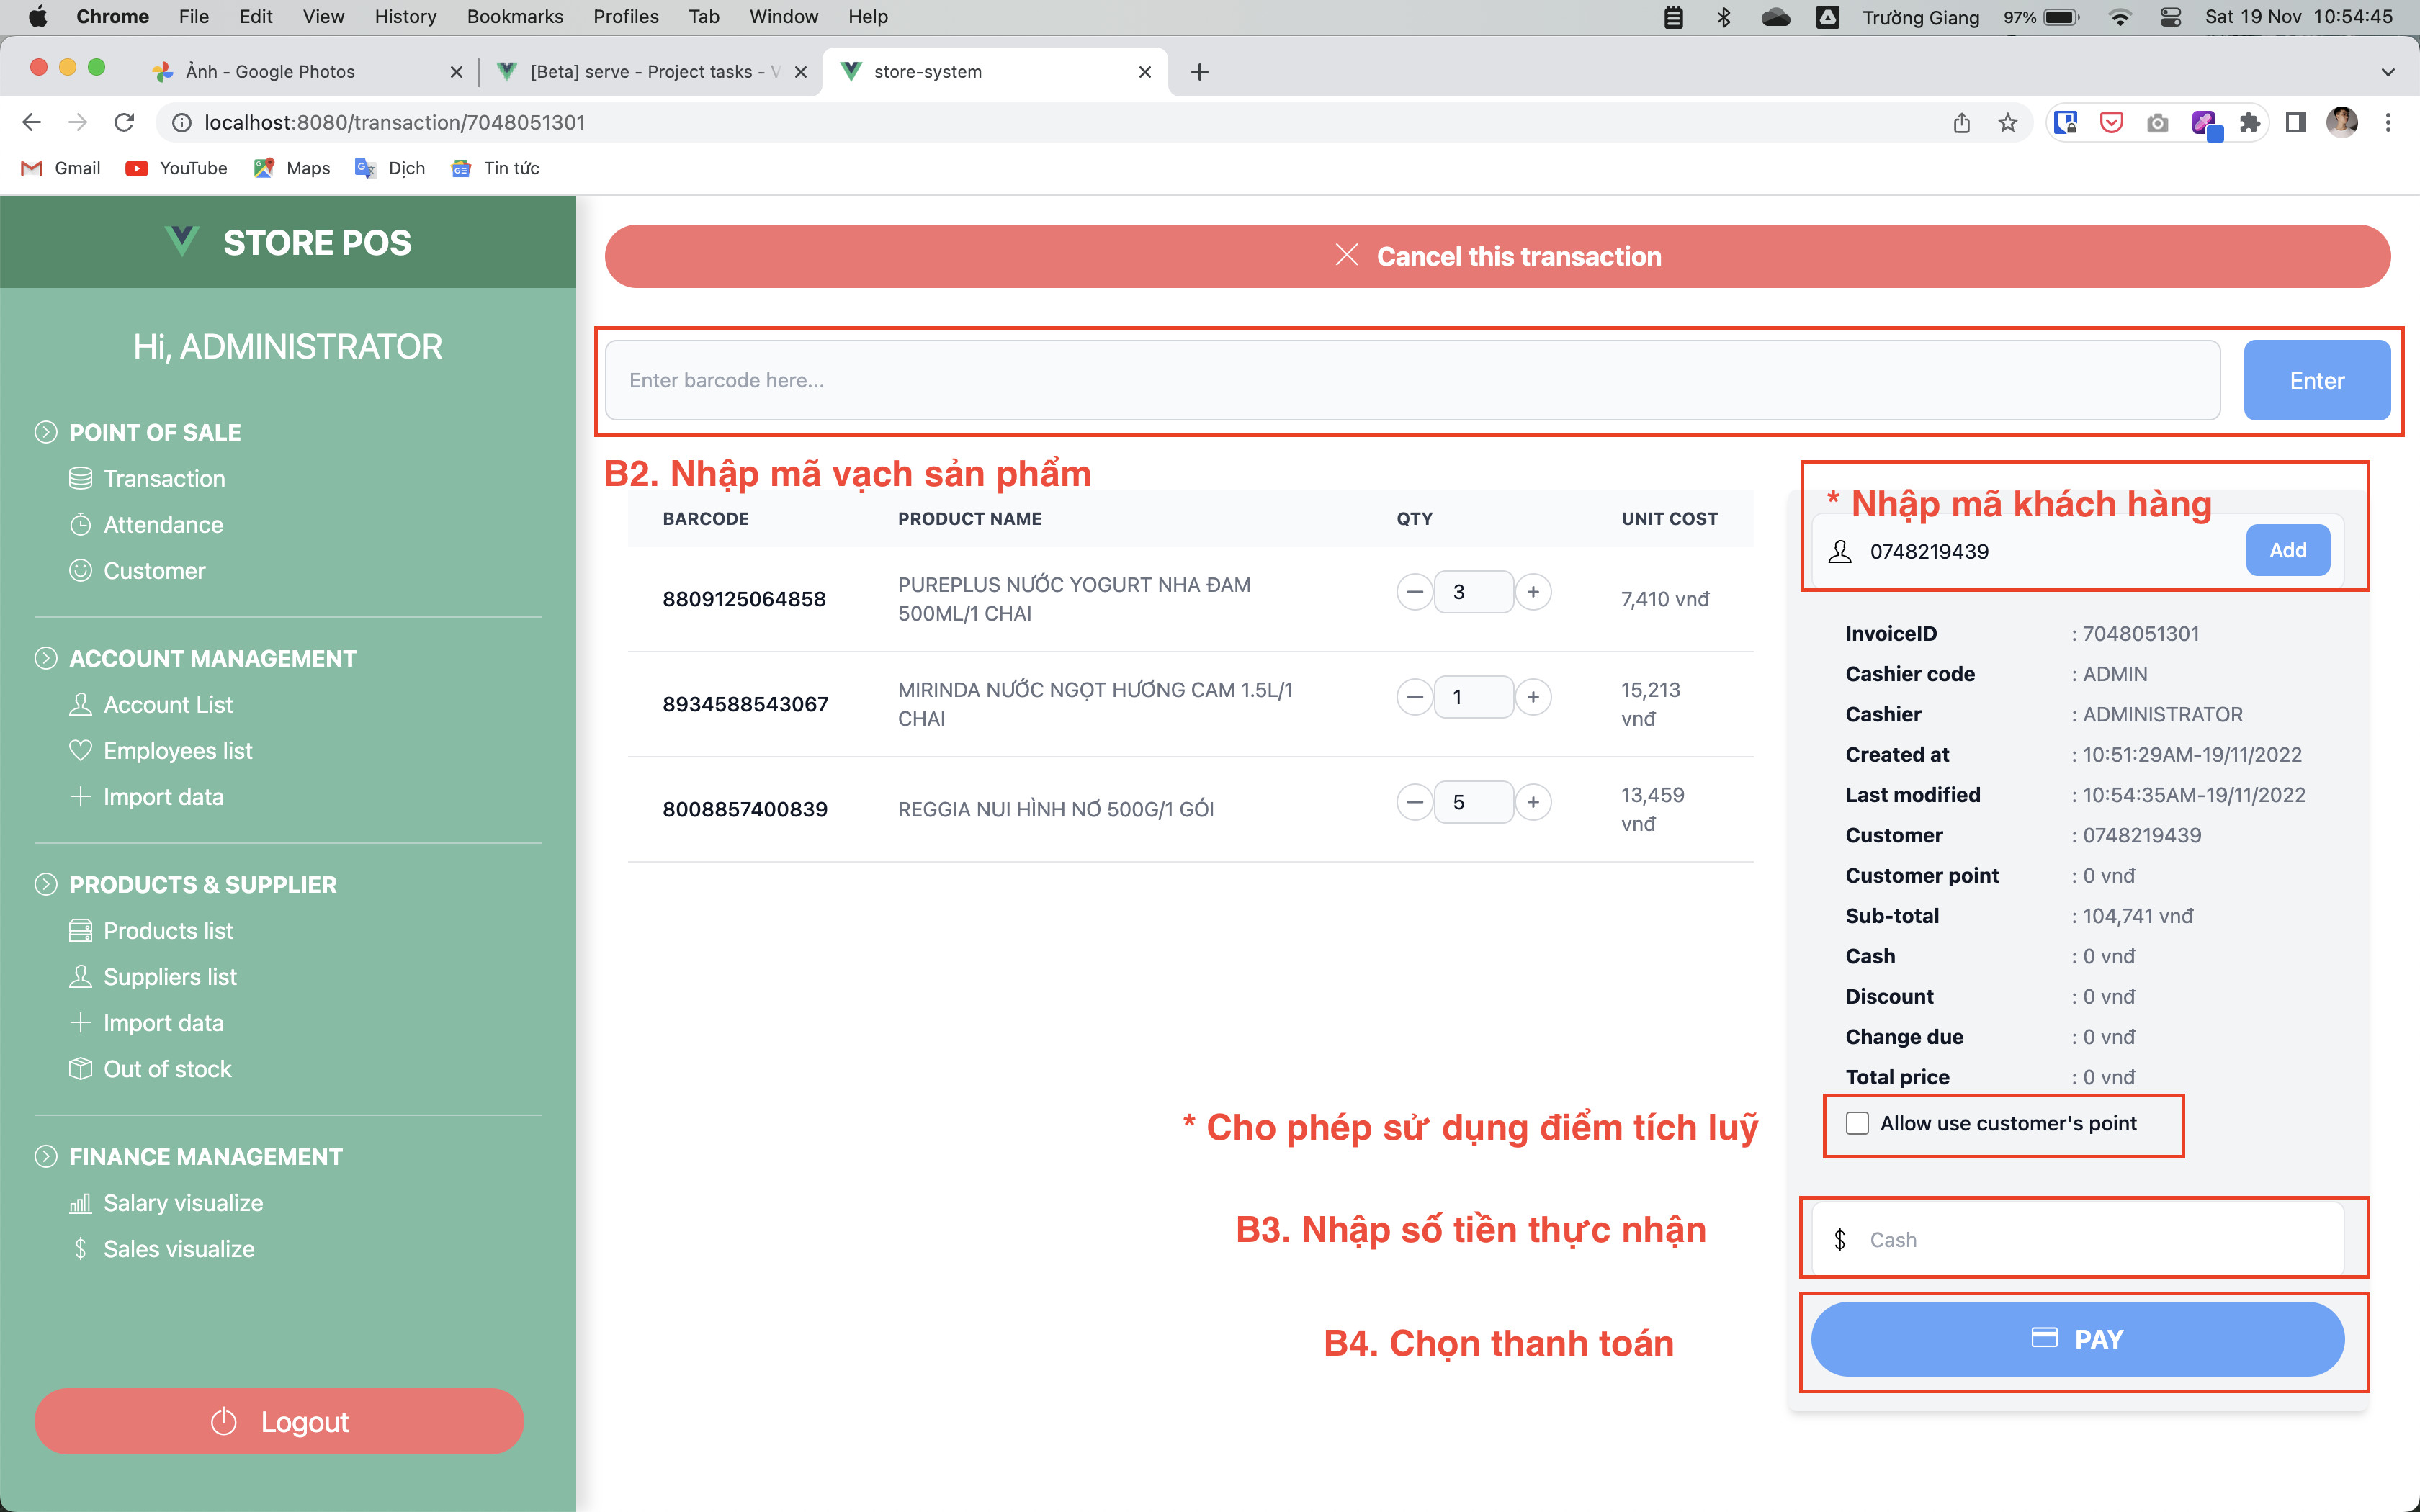 Chrome File Edit View History Bookmarks Profiles Tab Window Help Trường Giang 97% Sat 19 Nov 10:54:45
Ảnh - Google Photos [Beta] serve - Project tasks - store-system
localhost:8080/transaction/7048051301
Gmail YouTube Maps Dịch Tin tức
STORE POS
Hi, ADMINISTRATOR
POINT OF SALE
Transaction
Attendance
Customer
ACCOUNT MANAGEMENT
Account List
Employees list
Import data
PRODUCTS & SUPPLIER
Products list
Suppliers list
Import data
Out of stock
FINANCE MANAGEMENT
Salary visualize
Sales visualize
Logout
Cancel this transaction
Enter barcode here...
Enter
B2. Nhập mã vạch sản phẩm
BARCODE PRODUCT NAME QTY UNIT COST
8809125064858 PUREPLUS NƯỚC YOGURT NHA ĐAM 3 7,410 vnđ
500ML/1 CHAI
8934588543067 MIRINDA NƯỚC NGỌT HƯƠNG CAM 1.5L/1 1 15,213
CHAI vnđ
8008857400839 REGGIA NUI HÌNH NƠ 500G/1 GÓI 5 13,459
vnđ
* Nhập mã khách hàng
0748219439 Add
InvoiceID : 7048051301
Cashier code : ADMIN
Cashier : ADMINISTRATOR
Created at : 10:51:29AM-19/11/2022
Last modified : 10:54:35AM-19/11/2022
Customer : 0748219439
Customer point : 0 vnđ
Sub-total : 104,741 vnđ
Cash : 0 vnđ
Discount : 0 vnđ
Change due : 0 vnđ
Total price : 0 vnđ
* Cho phép sử dụng điểm tích luỹ
Allow use customer's point
B3. Nhập số tiền thực nhận
$ Cash
B4. Chọn thanh toán
PAY